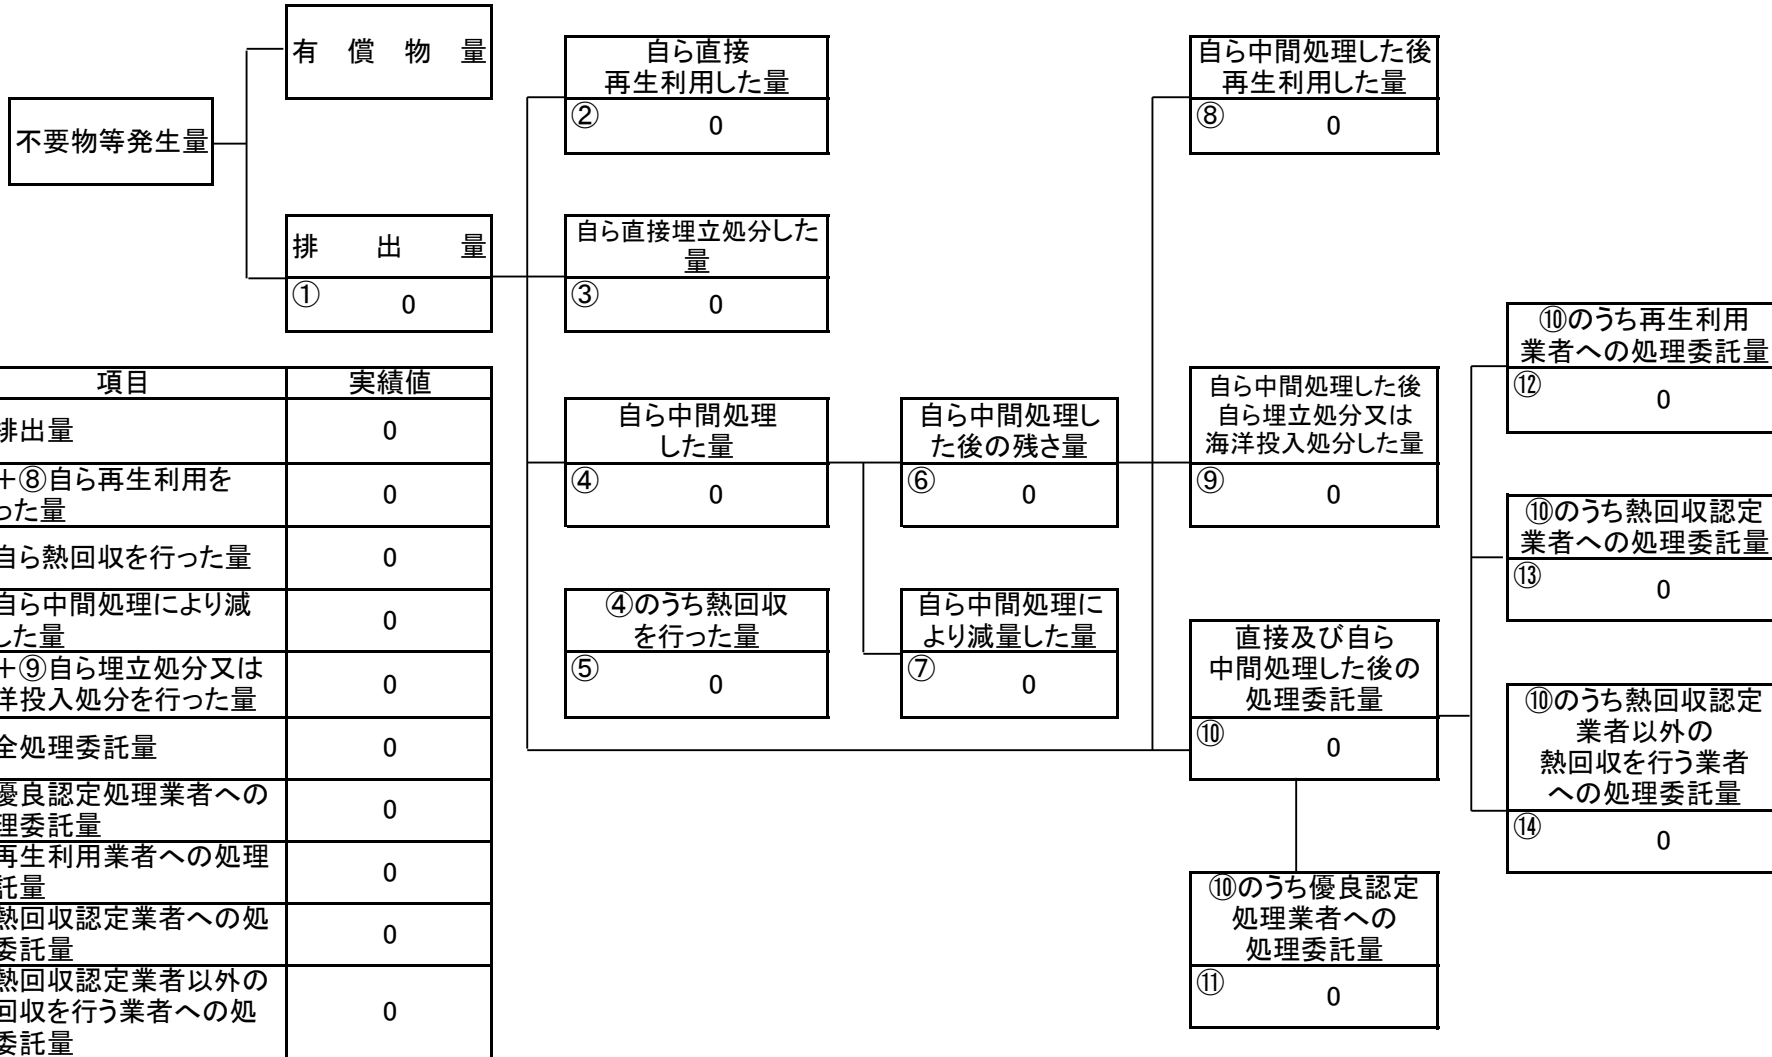 有償物量
不要物等発生量
排出量
①
0
自ら直接
再生利用した量
②
0
自ら直接埋立処分した
量
③
0
自ら中間処理
した量
④
0
④のうち熱回収
を行った量
⑤
0
自ら中間処理し
た後の残さ量
⑥
0
自ら中間処理に
より減量した量
⑦
0
自ら中間処理した後
再生利用した量
⑧
0
自ら中間処理した後
自ら埋立処分又は
海洋投入処分した量
⑨
0
直接及び自ら
中間処理した後の
処理委託量
⑩
0
⑩のうち優良認定
処理業者への
処理委託量
⑪
0
⑩のうち再生利用
業者への処理委託量
⑫
0
⑩のうち熱回収認定
業者への処理委託量
⑬
0
⑩のうち熱回収認定
業者以外の
熱回収を行う業者
への処理委託量
⑭
0
項目 実績値
排出量 0
+⑧自ら再生利用を
った量
0
自ら熱回収を行った量 0
自ら中間処理により減
した量
0
+⑨自ら埋立処分又は
洋投入処分を行った量
0
全処理委託量 0
優良認定処理業者への
理委託量
0
再生利用業者への処理
託量
0
熱回収認定業者への処
委託量
0
熱回収認定業者以外の
回収を行う業者への処
委託量
0